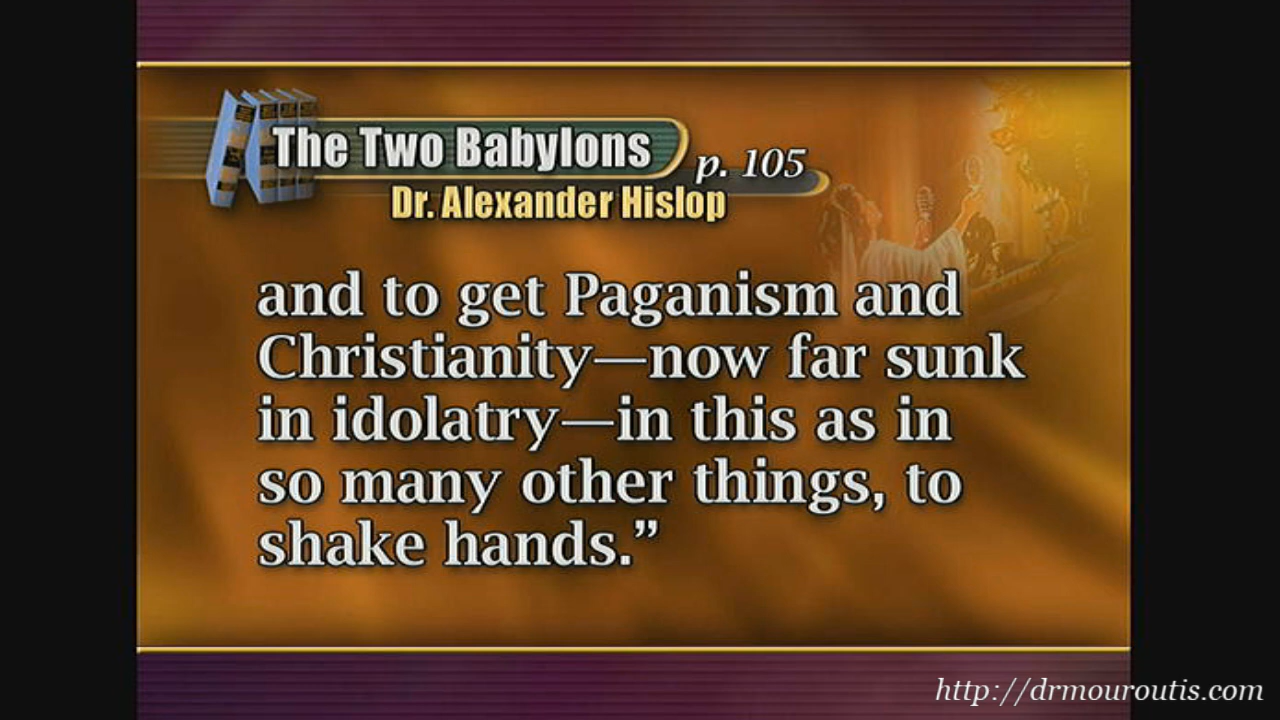 The Two Babylons p. 105
Dr. Alexander Hislop
and to get Paganism and
Christianity—now far sunk
in idolatry—in this as in
so many other things, to
shake hands.”
http://drmouroutis.com